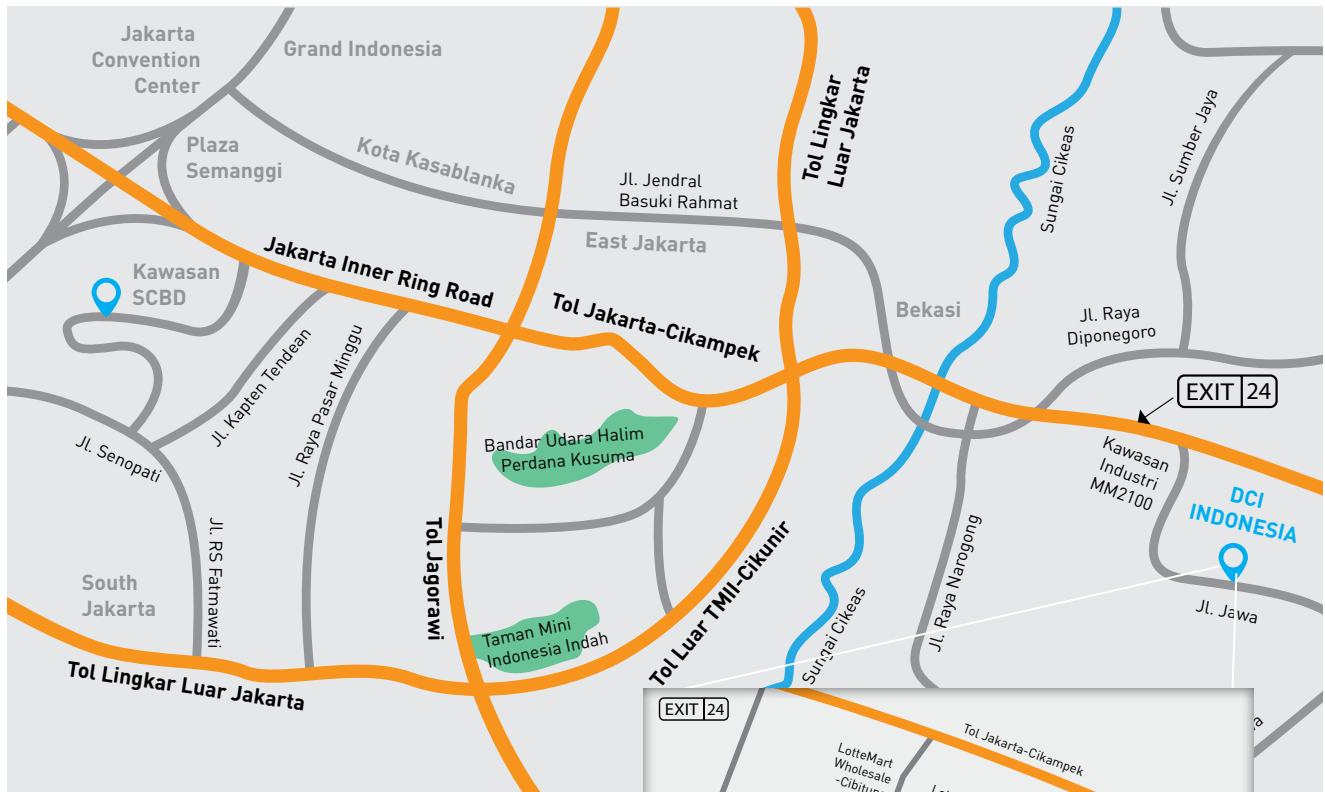 Jakarta
Convention
Center
Grand Indonesia
Plaza
Semanggi
Kota Kasablanka
Jl. Jendral
Basuki Rahmat
East Jakarta
Tol Lingkar
Luar Jakarta
Sungai Cikeas
Jl. Sumber Jaya
Kawasan
SCBD
Jakarta Inner Ring Road
Tol Jakarta-Cikampek
Bekasi
Jl. Raya
Diponegoro
EXIT 24
Jl. Kapten Tendean
Jl. Raya Pasar Minggu
Jl. Senopati
Bandar Udara Halim
Perdana Kusuma
Kawasan
Industri
MM2100
DCI
INDONESIA
Jl. Jawa
Jl. RS Fatmawati
Tol Jagorawi
Tol Luar TMII-Cikunir
Jl. Raya Narogong
South
Jakarta
Taman Mini
Indonesia Indah
Sungai Cikeas
Tol Lingkar Luar Jakarta
EXIT 24
Tol Jakarta-Cikampek
LotteMart
Wholesale